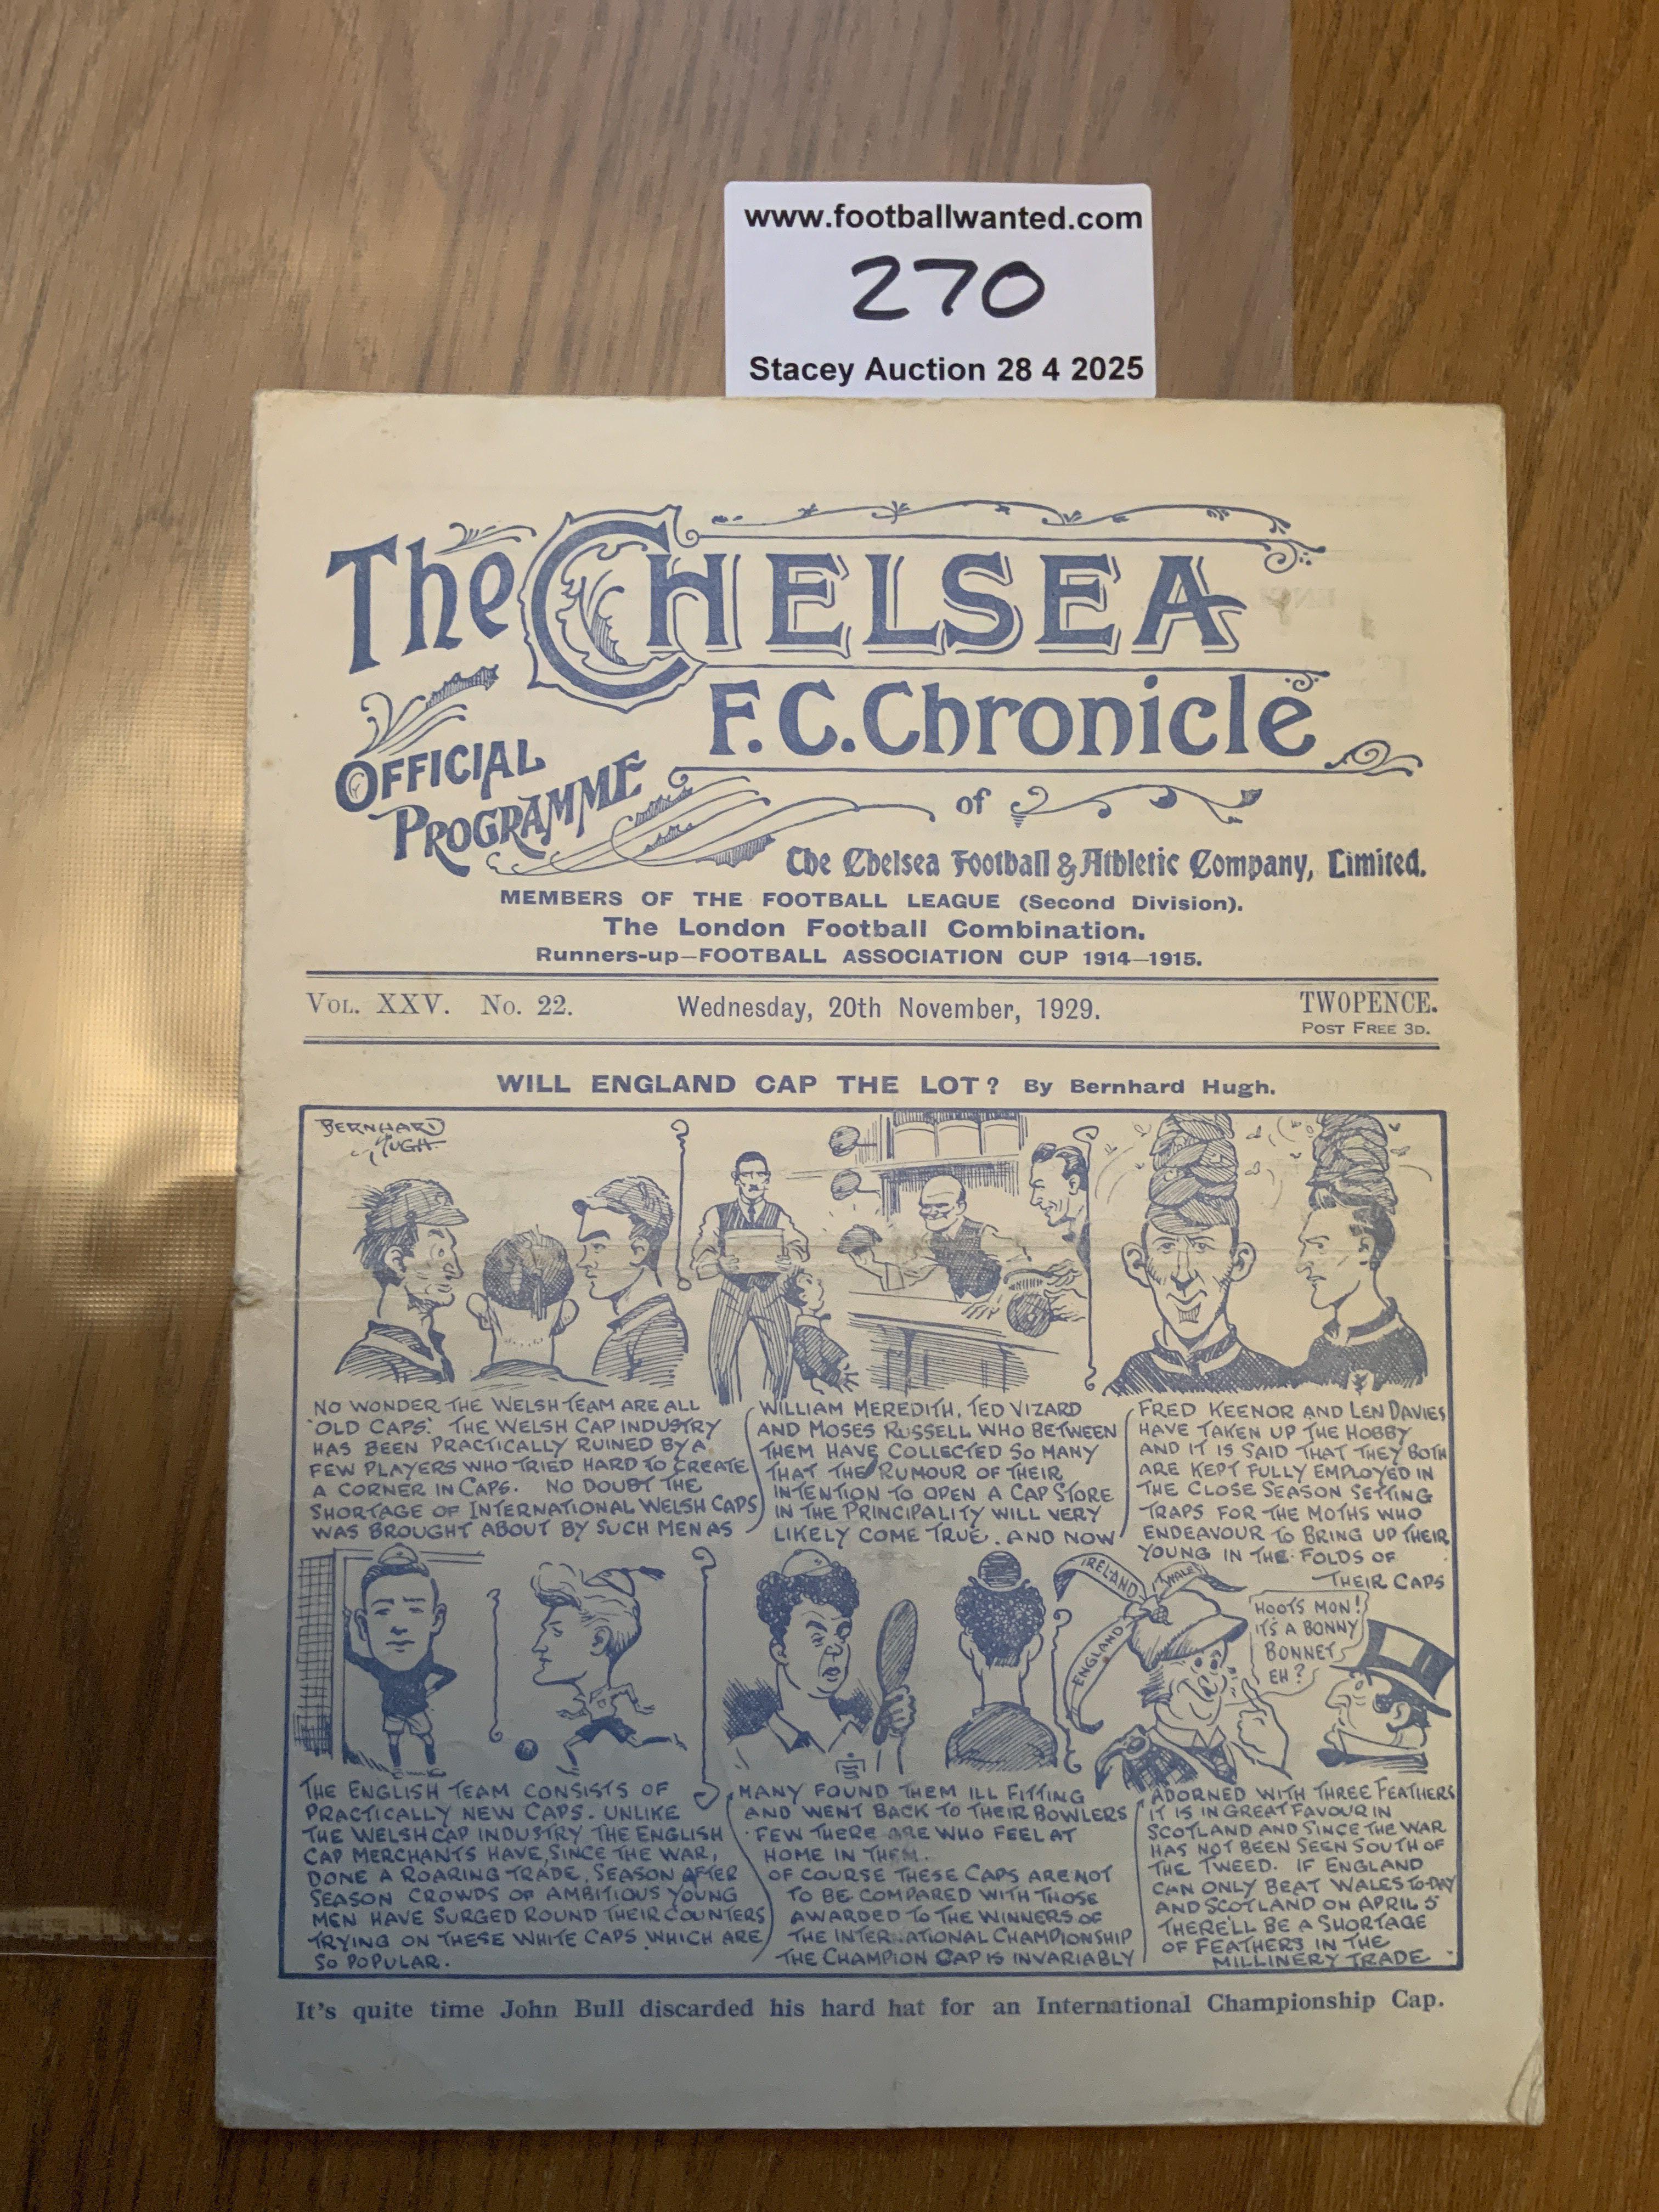 www.footballwanted.com
270
Stacey Auction 28 4 2025
The CHELSEA
F.C. Chronicle
OFFICIAL
PROGRAMME
of
The Chelsea Football & Athletic Company, Limited.
MEMBERS OF THE FOOTBALL LEAGUE (Second Division).
The London Football Combination.
Runners-up—FOOTBALL ASSOCIATION CUP 1914—1915.
VOL. XXV. No. 22. Wednesday, 20th November, 1929. TWOPENCE.
POST FREE 3D.
WILL ENGLAND CAP THE LOT? By Bernhard Hugh.
BERNHARD
HUGH
NO WONDER THE WELSH TEAM ARE ALL
'OLD CAPS'. THE WELSH CAP INDUSTRY
HAS BEEN PRACTICALLY RUINED BY A
FEW PLAYERS WHO TRIED HARD TO CREATE
A CORNER IN CAPS. NO DOUBT THE
SHORTAGE OF INTERNATIONAL WELSH CAPS
WAS BROUGHT ABOUT BY SUCH MEN AS
WILLIAM MEREDITH, TED VIZARD
AND MOSES RUSSELL WHO BETWEEN
THEM HAVE COLLECTED SO MANY
THAT THE RUMOUR OF THEIR
INTENTION TO OPEN A CAP STORE
IN THE PRINCIPALITY WILL VERY
LIKELY COME TRUE. AND NOW
FRED KEENOR AND LEN DAVIES
HAVE TAKEN UP THE HOBBY
AND IT IS SAID THAT THEY BOTH
ARE KEPT FULLY EMPLOYED IN
THE CLOSE SEASON SETTING
TRAPS FOR THE MOTHS WHO
ENDEAVOUR TO BRING UP THEIR
YOUNG IN THE FOLDS OF
THEIR CAPS
IRELAND
WALES
ENGLAND
HOOTS MON!
IT'S A BONNY
BONNET
EH?
THE ENGLISH TEAM CONSISTS OF
PRACTICALLY NEW CAPS. UNLIKE
THE WELSH CAP INDUSTRY THE ENGLISH
CAP MERCHANTS HAVE, SINCE THE WAR,
DONE A ROARING TRADE. SEASON AFTER
SEASON CROWDS OF AMBITIOUS YOUNG
MEN HAVE SURGED ROUND THEIR COUNTERS
TRYING ON THESE WHITE CAPS WHICH ARE
SO POPULAR.
MANY FOUND THEM ILL FITTING
AND WENT BACK TO THEIR BOWLERS
FEW THERE ARE WHO FEEL AT
HOME IN THEM.
OF COURSE THESE CAPS ARE NOT
TO BE COMPARED WITH THOSE
AWARDED TO THE WINNERS OF
THE INTERNATIONAL CHAMPIONSHIP
THE CHAMPION CAP IS INVARIABLY
ADORNED WITH THREE FEATHERS
IT IS IN GREAT FAVOUR IN
SCOTLAND AND SINCE THE WAR
HAS NOT BEEN SEEN SOUTH OF
THE TWEED. IF ENGLAND
CAN ONLY BEAT WALES TO-DAY
AND SCOTLAND ON APRIL 5
THERE'LL BE A SHORTAGE
OF FEATHERS IN THE
MILLINERY TRADE
It's quite time John Bull discarded his hard hat for an International Championship Cap.